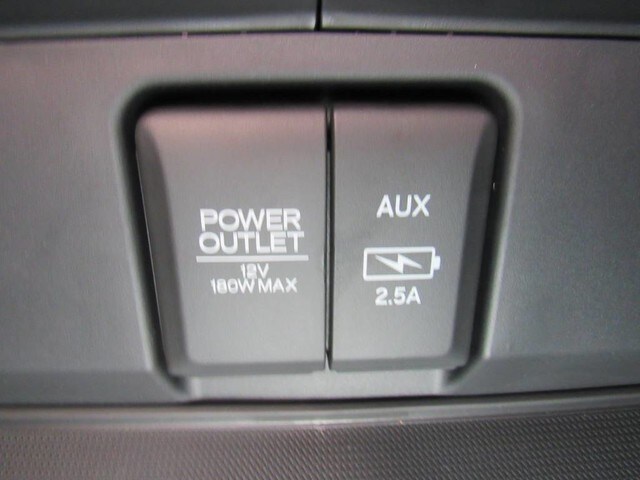 POWER
OUTLET
12V
180W MAX
AUX
2.5A